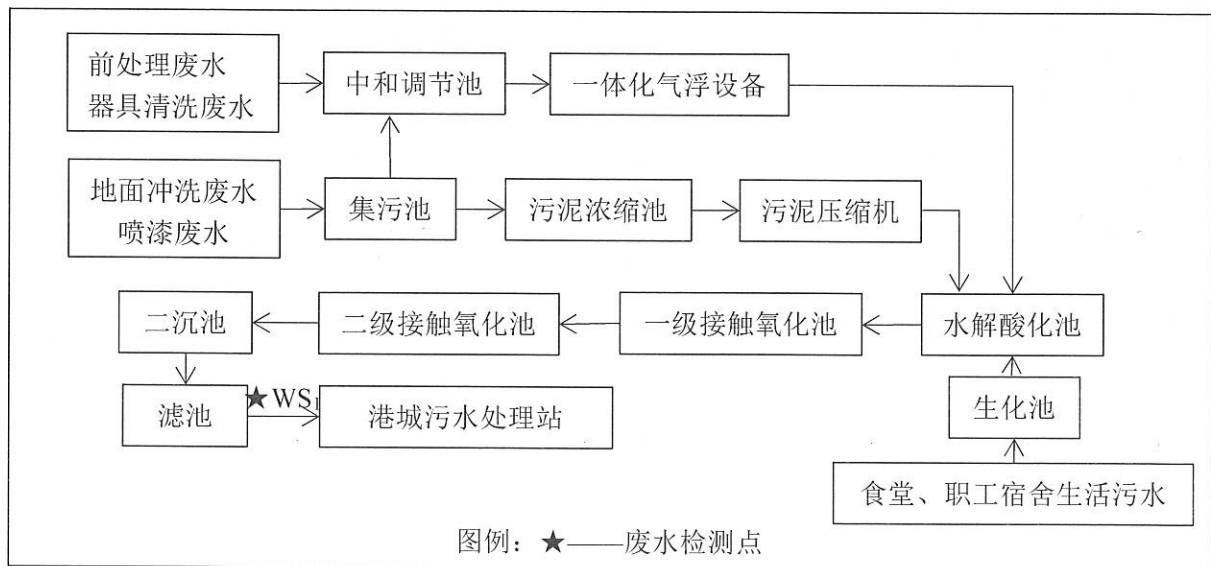 前处理废水
器具清洗废水
中和调节池
一体化气浮设备
地面冲洗废水
喷漆废水
集污池
污泥浓缩池
污泥压缩机
二沉池
二级接触氧化池
一级接触氧化池
水解酸化池
滤池
★WS1
港城污水处理站
生化池
食堂、职工宿舍生活污水
图例：★——废水检测点